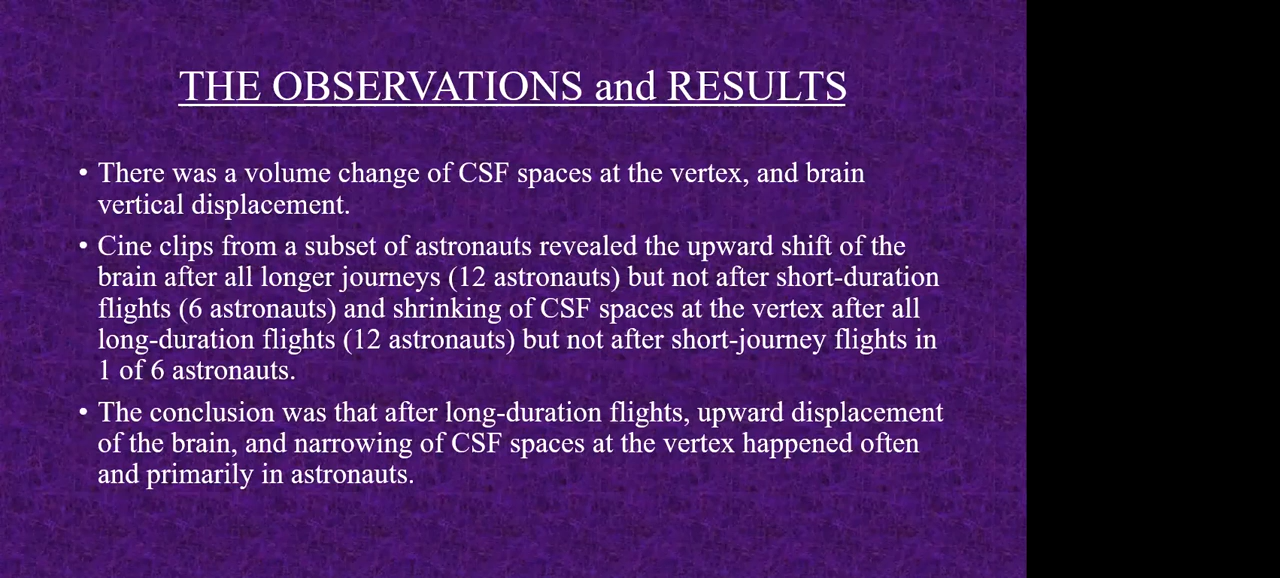 THE OBSERVATIONS and RESULTS
• There was a volume change of CSF spaces at the vertex, and brain
vertical displacement.
• Cine clips from a subset of astronauts revealed the upward shift of the
brain after all longer journeys (12 astronauts) but not after short-duration
flights (6 astronauts) and shrinking of CSF spaces at the vertex after all
long-duration flights (12 astronauts) but not after short-journey flights in
1 of 6 astronauts.
• The conclusion was that after long-duration flights, upward displacement
of the brain, and narrowing of CSF spaces at the vertex happened often
and primarily in astronauts.